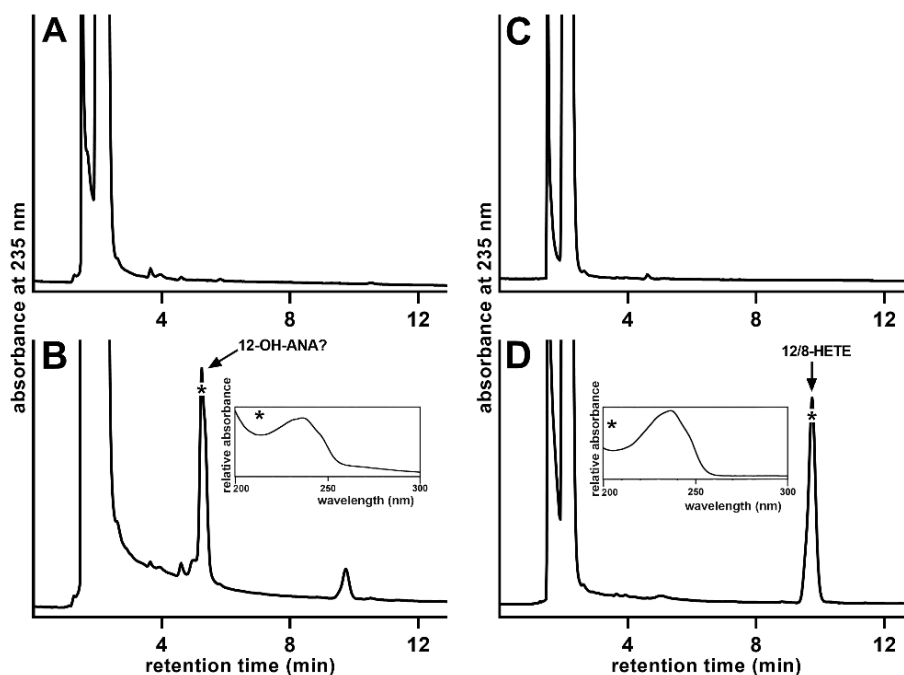 A
absorbance at 235 nm
4
8
12
C
absorbance at 235 nm
4
8
12
B
12-OH-ANA?
*
*
relative absorbance
200
250
300
wavelength (nm)
4
8
12
retention time (min)
D
12/8-HETE
*
*
relative absorbance
200
250
300
wavelength (nm)
4
8
12
retention time (min)